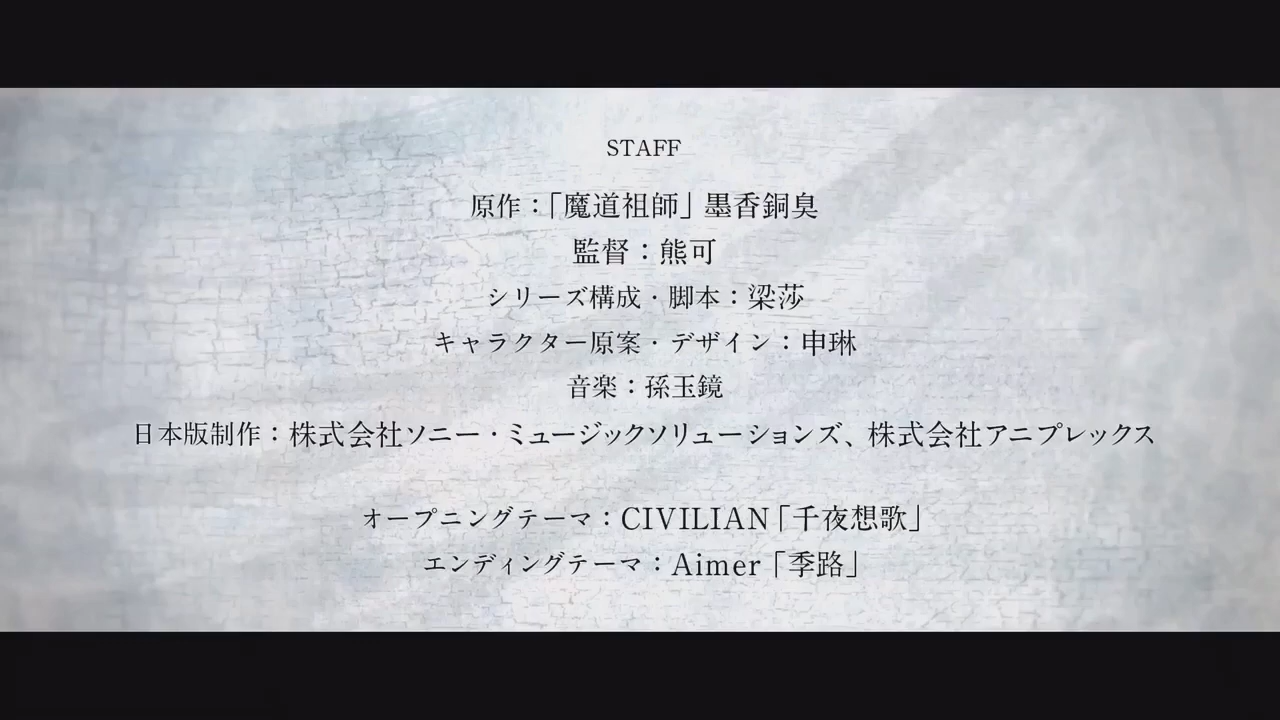 STAFF
原作：「魔道祖師」墨香銅臭
監督：熊可
シリーズ構成・脚本：梁莎
キャラクター原案・デザイン：申琳
音楽：孫玉鏡
日本版制作：株式会社ソニー・ミュージックソリューションズ、株式会社アニプレックス
オープニングテーマ：CIVILIAN「千夜想歌」
エンディングテーマ：Aimer「季路」